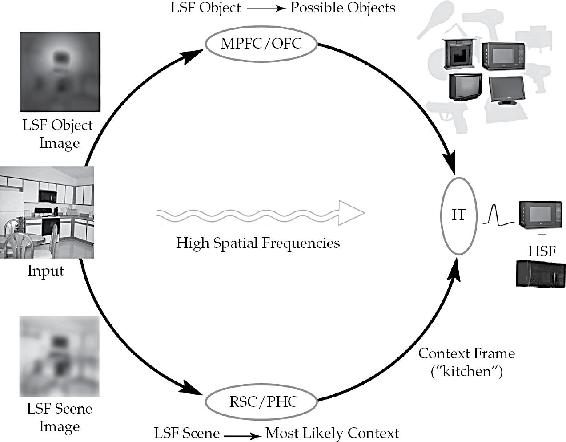 LSF Object → Possible Objects
MPFC/OFC
LSF Object
Image
Input
High Spatial Frequencies
IT
HSF
Context Frame
("kitchen")
LSF Scene
Image
RSC/PHC
LSF Scene → Most Likely Context